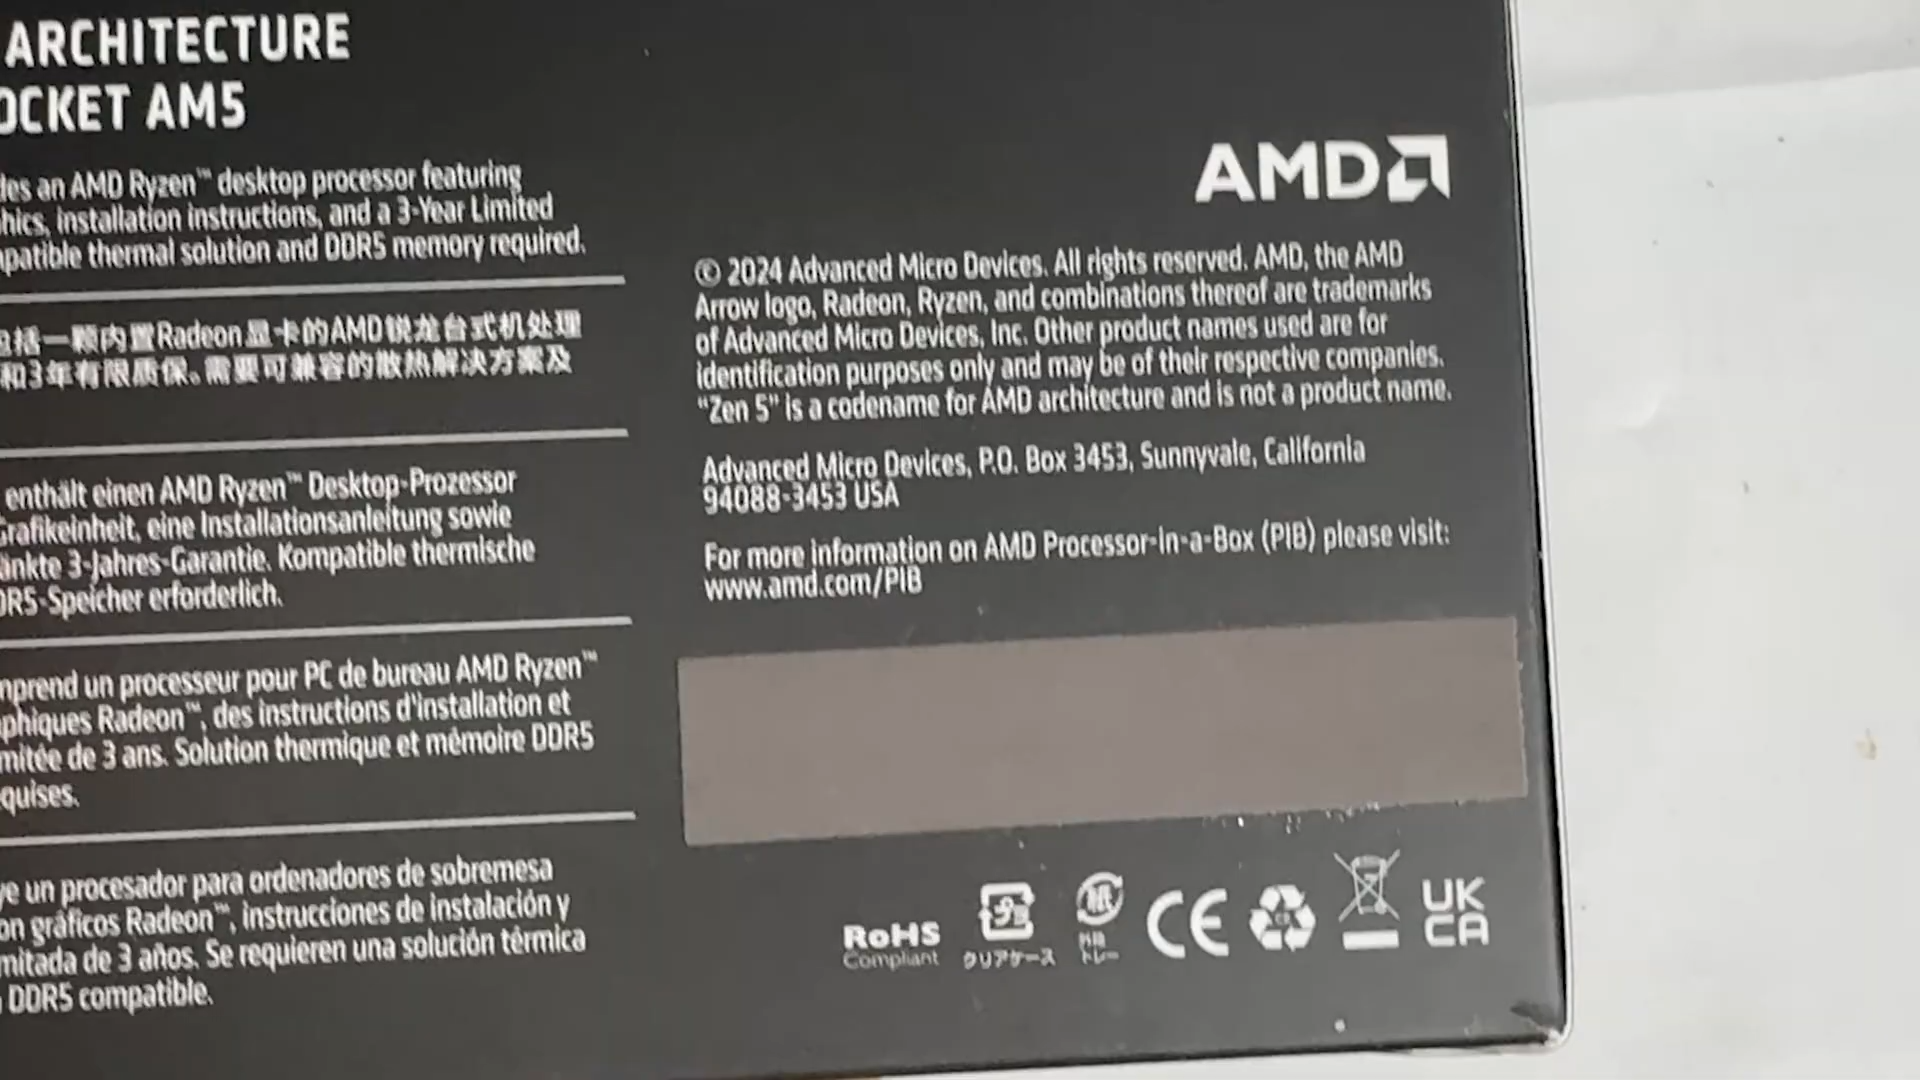 ARCHITECTURE
OCKET AM5
des an AMD Ryzen™ desktop processor featuring
hics, installation instructions, and a 3-Year Limited
patible thermal solution and DDR5 memory required.
包括一颗内置Radeon显卡的AMD锐龙台式机处理
和3年有限质保。需要可兼容的散热解决方案及
enthält einen AMD Ryzen™ Desktop-Prozessor
Grafikeinheit, eine Installationsanleitung sowie
änkte 3-Jahres-Garantie. Kompatible thermische
DR5-Speicher erforderlich.
mprend un processeur pour PC de bureau AMD Ryzen™
phiques Radeon™, des instructions d'installation et
mitée de 3 ans. Solution thermique et mémoire DDR5
quises.
ye un procesador para ordenadores de sobremesa
on gráficos Radeon™, instrucciones de instalación y
mitada de 3 años. Se requieren una solución térmica
DDR5 compatible.
AMD
© 2024 Advanced Micro Devices. All rights reserved. AMD, the AMD
Arrow logo, Radeon, Ryzen, and combinations thereof are trademarks
of Advanced Micro Devices, Inc. Other product names used are for
identification purposes only and may be of their respective companies.
"Zen 5" is a codename for AMD architecture and is not a product name.
Advanced Micro Devices, P.O. Box 3453, Sunnyvale, California
94088-3453 USA
For more information on AMD Processor-in-a-Box (PIB) please visit:
www.amd.com/PIB
RoHS
Compliant
プラ
クリアケース
紙
外箱
トレー
CE
UK
CA